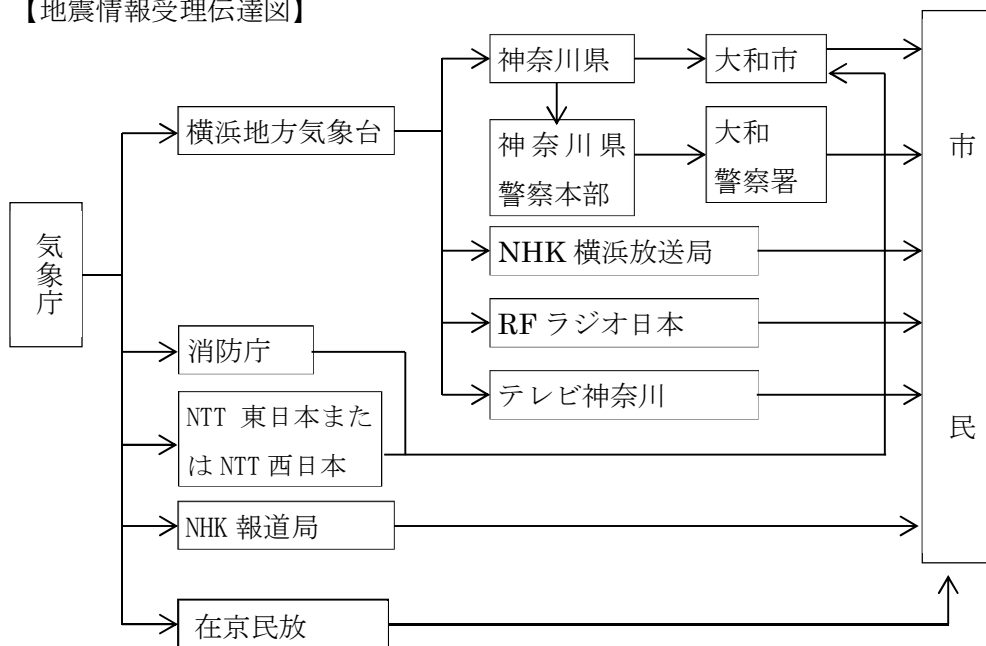 【地震情報受理伝達図】
神奈川県
大和市
横浜地方気象台
神奈川県
警察本部
大和
警察署
市
民
気象庁
NHK 横浜放送局
RF ラジオ日本
消防庁
テレビ神奈川
NTT 東日本また
は NTT 西日本
NHK 報道局
在京民放